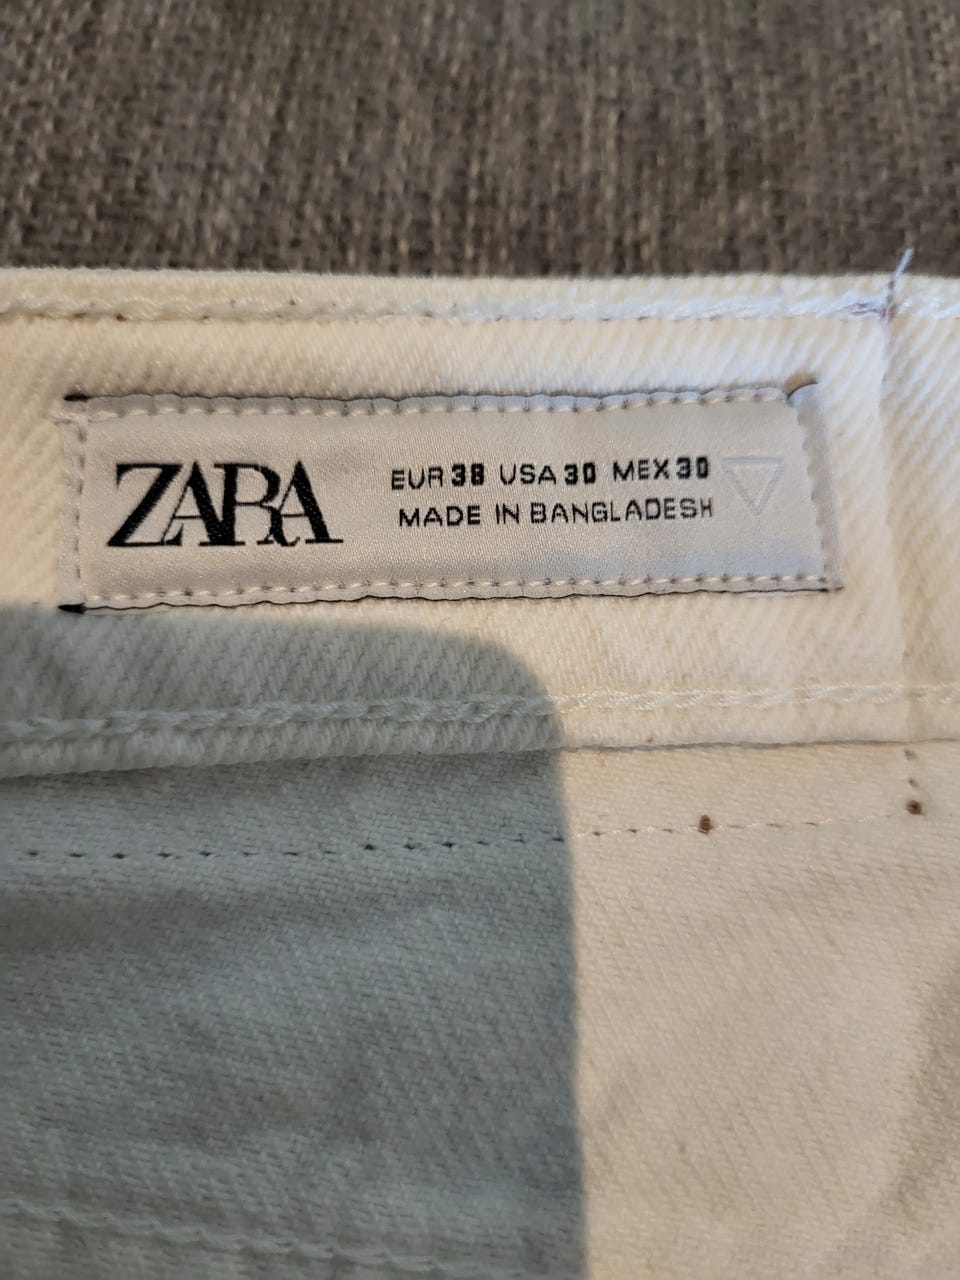 ZARA
EUR 38 USA 30 MEX 30
MADE IN BANGLADESH